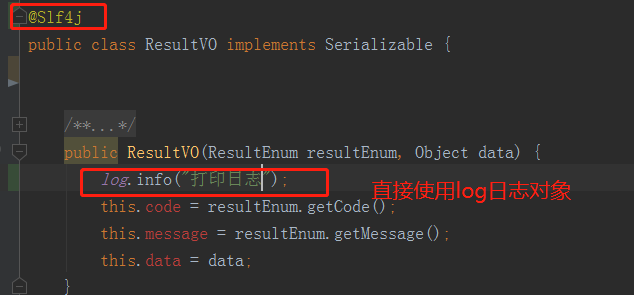 @Slf4j
public class ResultVO implements Serializable {
/**...*/
public ResultVO(ResultEnum resultEnum, Object data) {
log.info("打印日志");
直接使用log日志对象
this.code = resultEnum.getCode();
this.message = resultEnum.getMessage();
this.data = data;
}